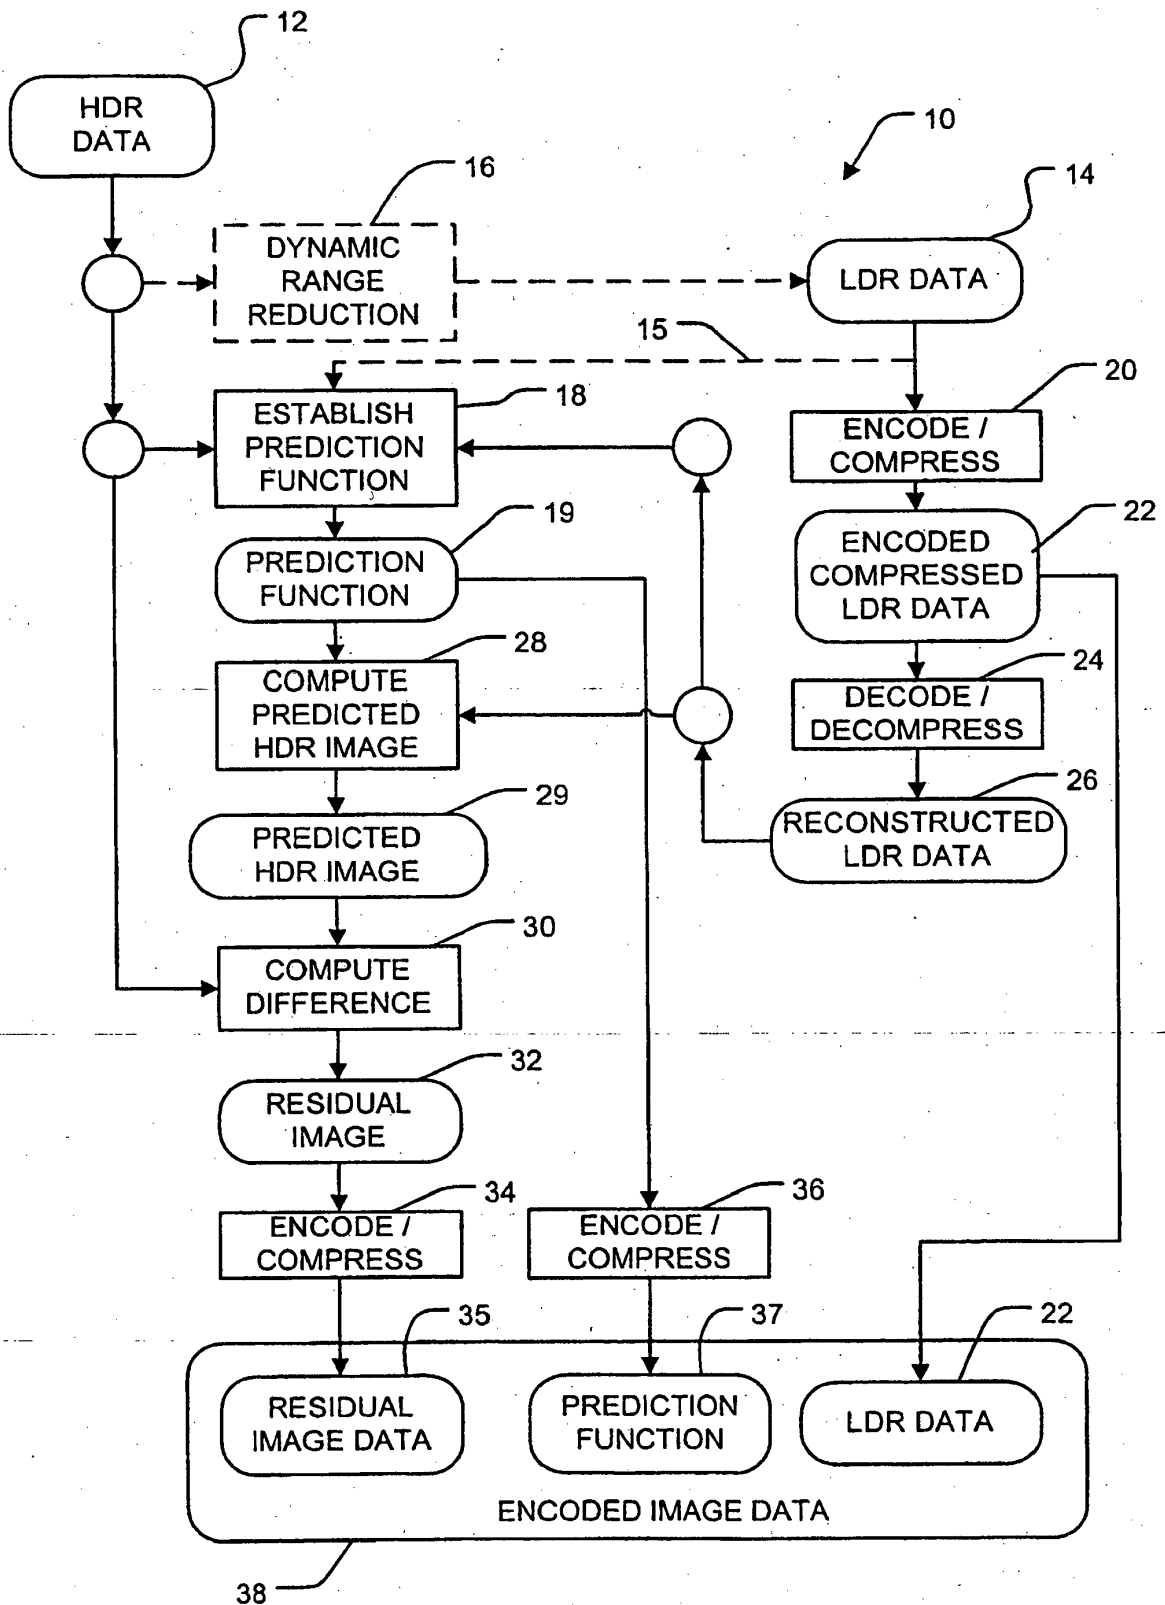 12
HDR
DATA
10
16
14
DYNAMIC
RANGE
REDUCTION
LDR DATA
15
18
20
ESTABLISH
PREDICTION
FUNCTION
ENCODE /
COMPRESS
19
22
PREDICTION
FUNCTION
ENCODED
COMPRESSED
LDR DATA
28
24
COMPUTE
PREDICTED
HDR IMAGE
DECODE /
DECOMPRESS
29
26
PREDICTED
HDR IMAGE
RECONSTRUCTED
LDR DATA
30
COMPUTE
DIFFERENCE
32
RESIDUAL
IMAGE
34
36
ENCODE /
COMPRESS
ENCODE /
COMPRESS
35
37
22
RESIDUAL
IMAGE DATA
PREDICTION
FUNCTION
LDR DATA
ENCODED IMAGE DATA
38